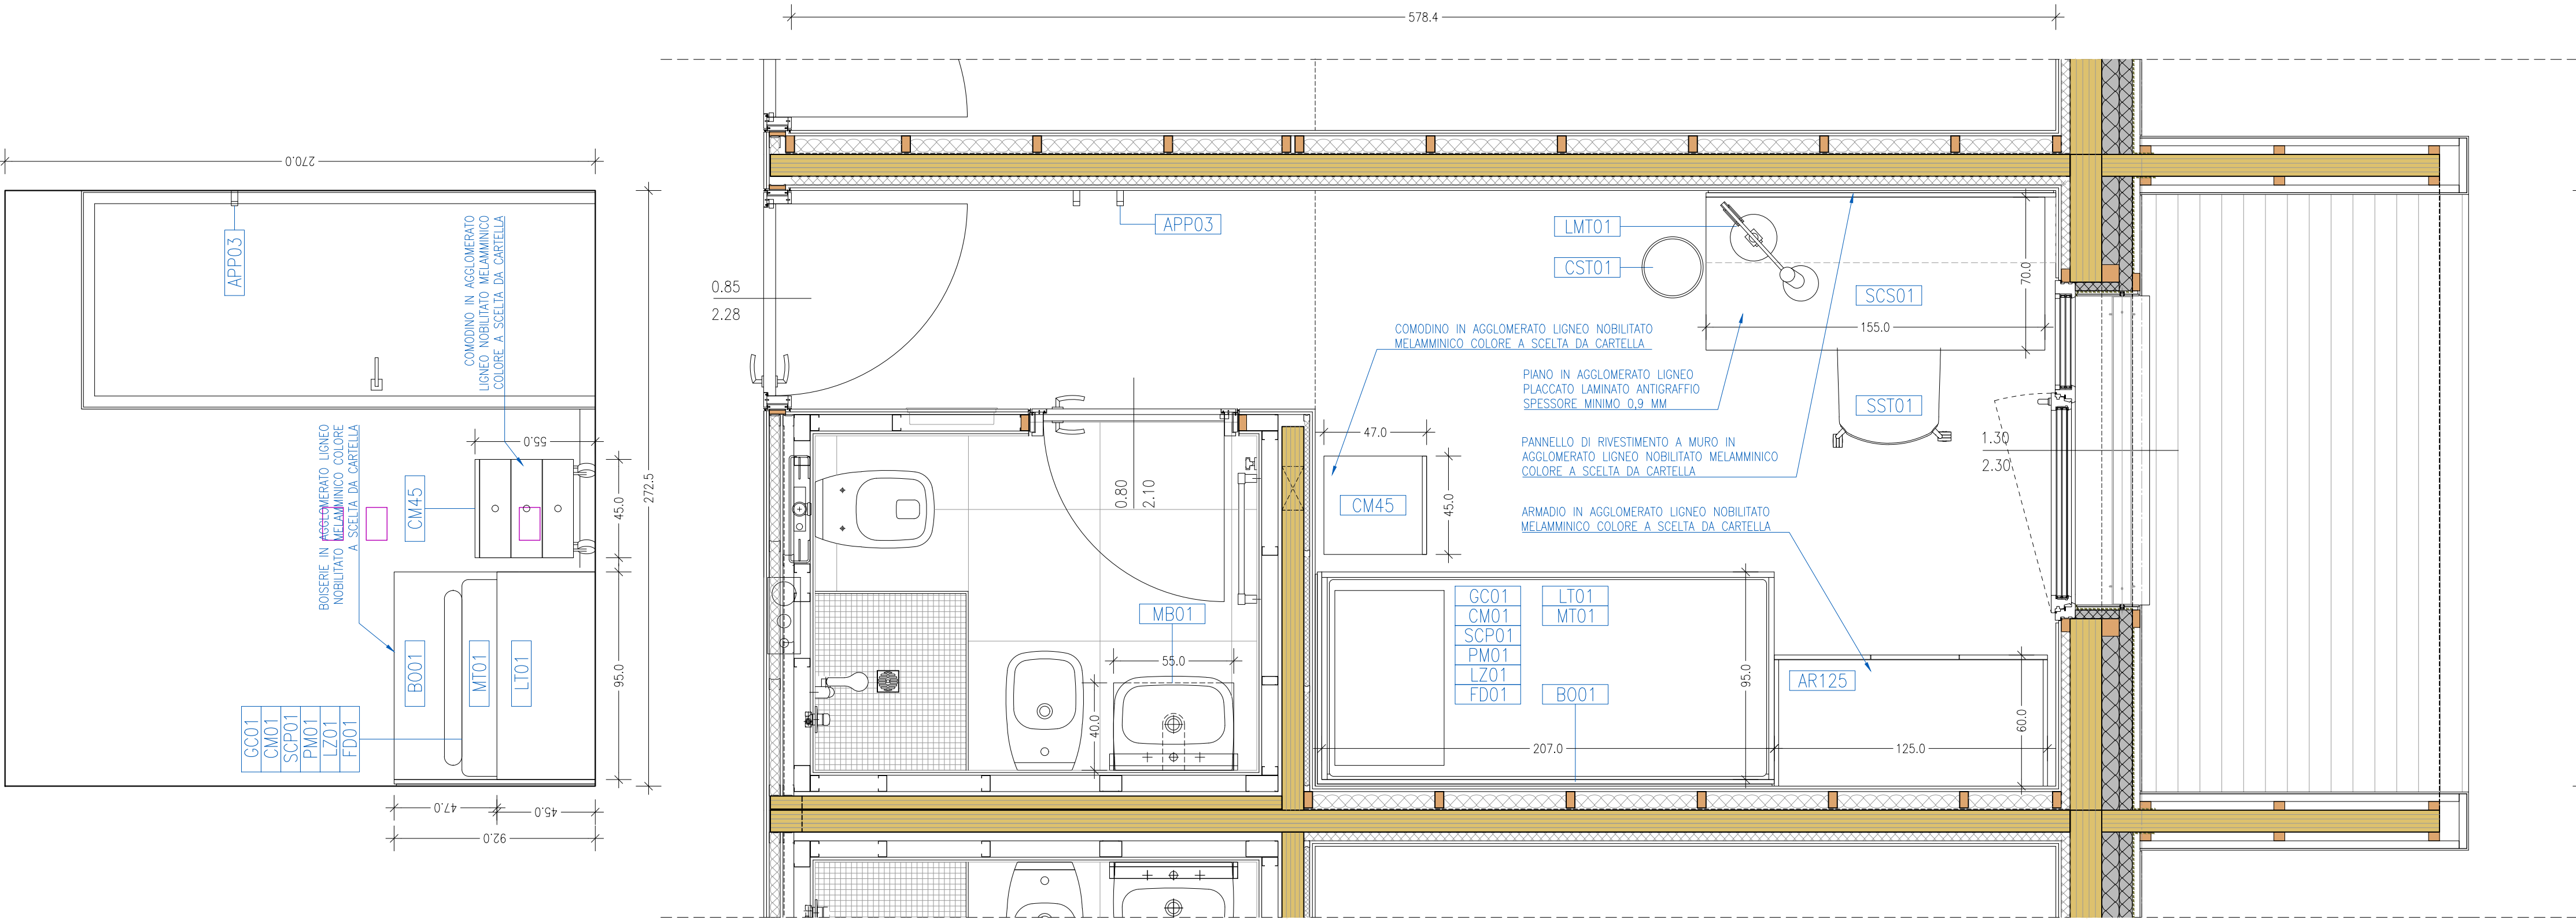 578.4
270.0
272.5
APP03
COMODINO IN AGGLOMERATO
LIGNEO NOBILITATO MELAMMINICO
COLORE A SCELTA DA CARTELLA
BOISERIE IN AGGLOMERATO LIGNEO
NOBILITATO MELAMMINICO COLORE
A SCELTA DA CARTELLA
55.0
45.0
CM45
BO01
MT01
LT01
95.0
GC01
CM01
SCP01
PM01
LZ01
FD01
47.0
45.0
92.0
0.85
2.28
APP03
LMT01
CST01
SCS01
70.0
155.0
COMODINO IN AGGLOMERATO LIGNEO NOBILITATO
MELAMMINICO COLORE A SCELTA DA CARTELLA
PIANO IN AGGLOMERATO LIGNEO
PLACCATO LAMINATO ANTIGRAFFIO
SPESSORE MINIMO 0,9 MM
SST01
PANNELLO DI RIVESTIMENTO A MURO IN
AGGLOMERATO LIGNEO NOBILITATO MELAMMINICO
COLORE A SCELTA DA CARTELLA
1.30
2.30
47.0
CM45
45.0
0.80
2.10
ARMADIO IN AGGLOMERATO LIGNEO NOBILITATO
MELAMMINICO COLORE A SCELTA DA CARTELLA
MB01
55.0
40.0
GC01
CM01
SCP01
PM01
LZ01
FD01
LT01
MT01
BO01
95.0
AR125
60.0
207.0
125.0